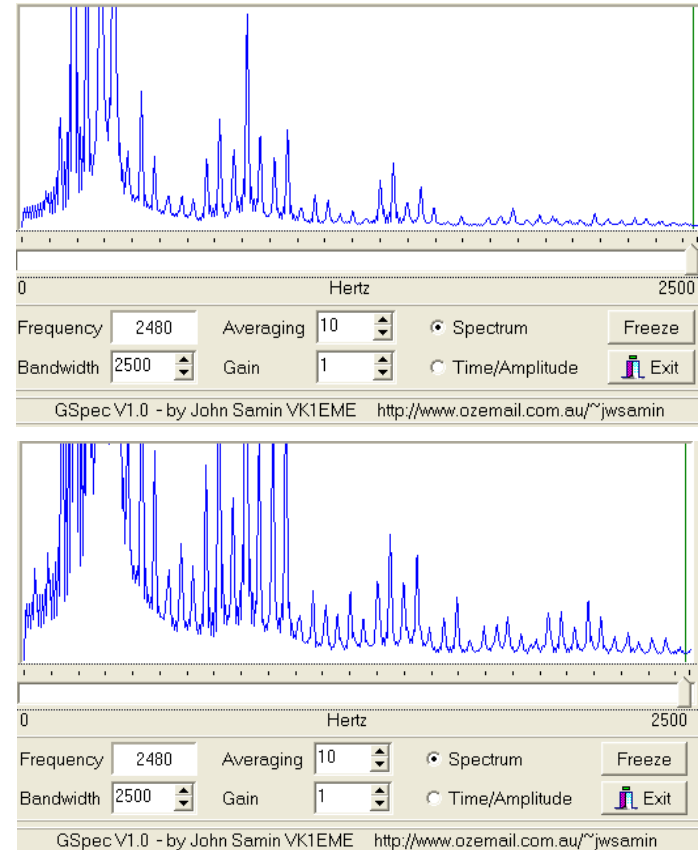 0 Hertz 2500
Frequency 2480 Averaging 10 Spectrum Freeze
Bandwidth 2500 Gain 1 Time/Amplitude Exit
GSpec V1.0 - by John Samin VK1EME http://www.ozemail.com.au/~jwsamin
0 Hertz 2500
Frequency 2480 Averaging 10 Spectrum Freeze
Bandwidth 2500 Gain 1 Time/Amplitude Exit
GSpec V1.0 - by John Samin VK1EME http://www.ozemail.com.au/~jwsamin